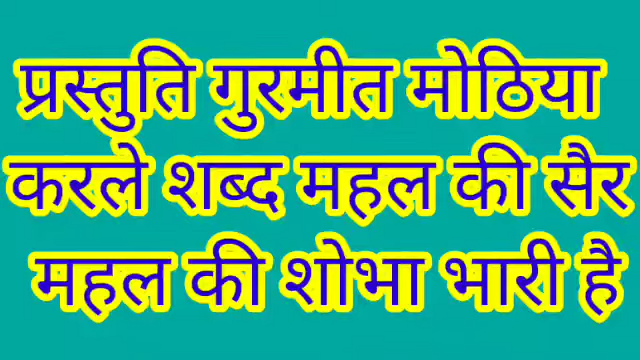 प्रस्तुति गुरमीत मोठिया
करले शब्द महल की सैर
महल की शोभा भारी है